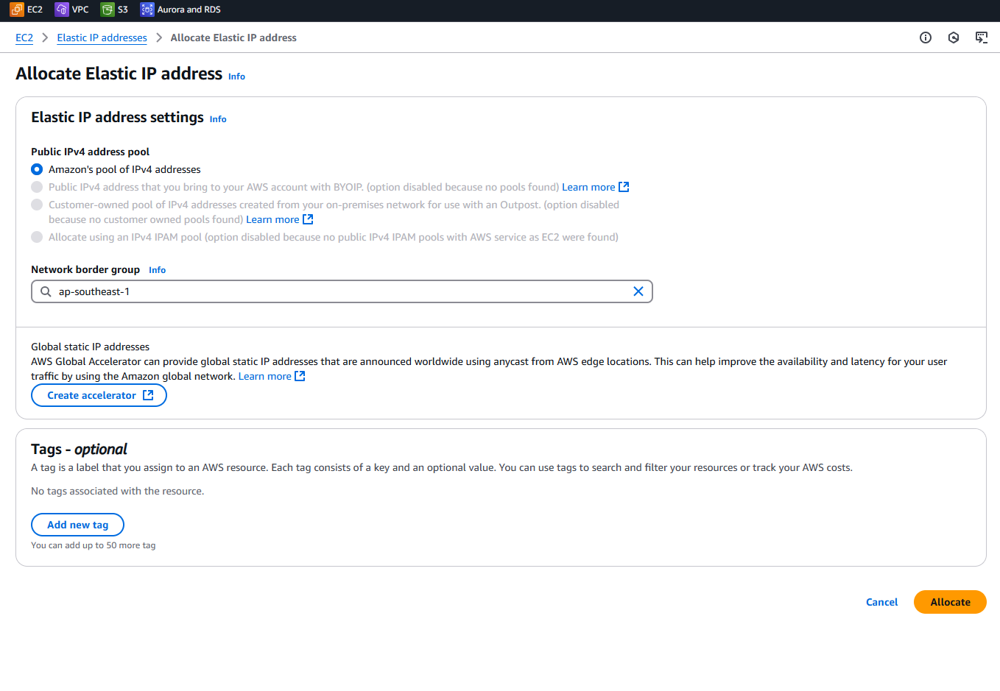 EC2 VPC S3 Aurora and RDS
EC2 Elastic IP addresses Allocate Elastic IP address
Allocate Elastic IP address Info
Elastic IP address settings Info
Public IPv4 address pool
Amazon's pool of IPv4 addresses
Public IPv4 address that you bring to your AWS account with BYOIP. (option disabled because no pools found) Learn more
Customer-owned pool of IPv4 addresses created from your on-premises network for use with an Outpost. (option disabled
because no customer owned pools found) Learn more
Allocate using an IPv4 IPAM pool (option disabled because no public IPv4 IPAM pools with AWS service as EC2 were found)
Network border group Info
ap-southeast-1
Global static IP addresses
AWS Global Accelerator can provide global static IP addresses that are announced worldwide using anycast from AWS edge locations. This can help improve the availability and latency for your user
traffic by using the Amazon global network. Learn more
Create accelerator
Tags - optional
A tag is a label that you assign to an AWS resource. Each tag consists of a key and an optional value. You can use tags to search and filter your resources or track your AWS costs.
No tags associated with the resource.
Add new tag
You can add up to 50 more tag
Cancel Allocate